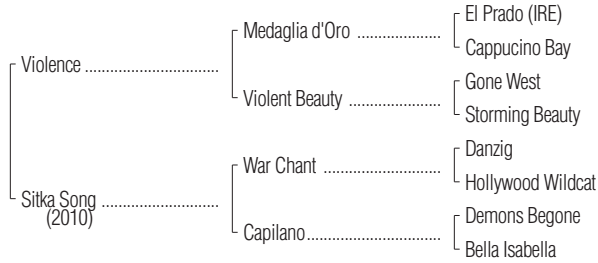 El Prado (IRE)
Medaglia d'Oro ....................
Cappucino Bay
Violence ................................
Gone West
Violent Beauty ......................
Storming Beauty
Danzig
War Chant ............................
Hollywood Wildcat
Sitka Song ............................
(2010)
Demons Begone
Capilano................................
Bella Isabella